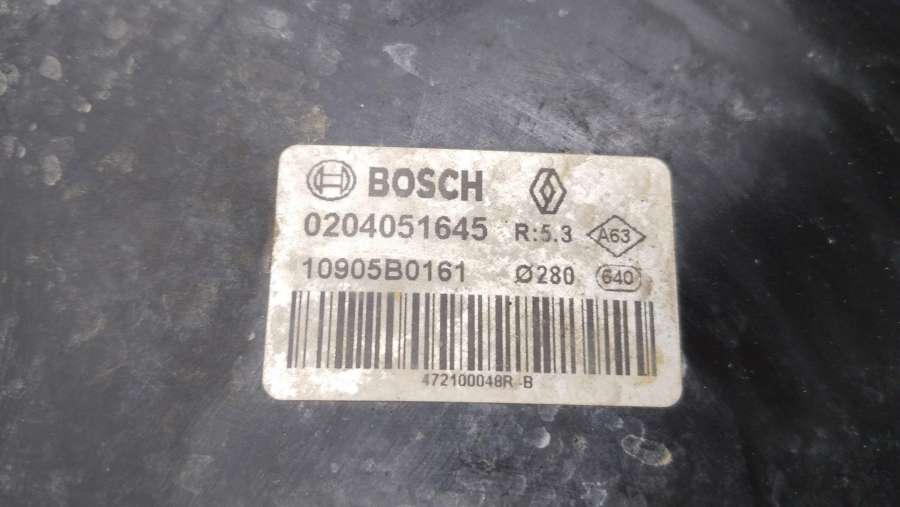 BOSCH
0204051645 R:5.3 A63
10905B0161 Ø280 640
472100048R-B